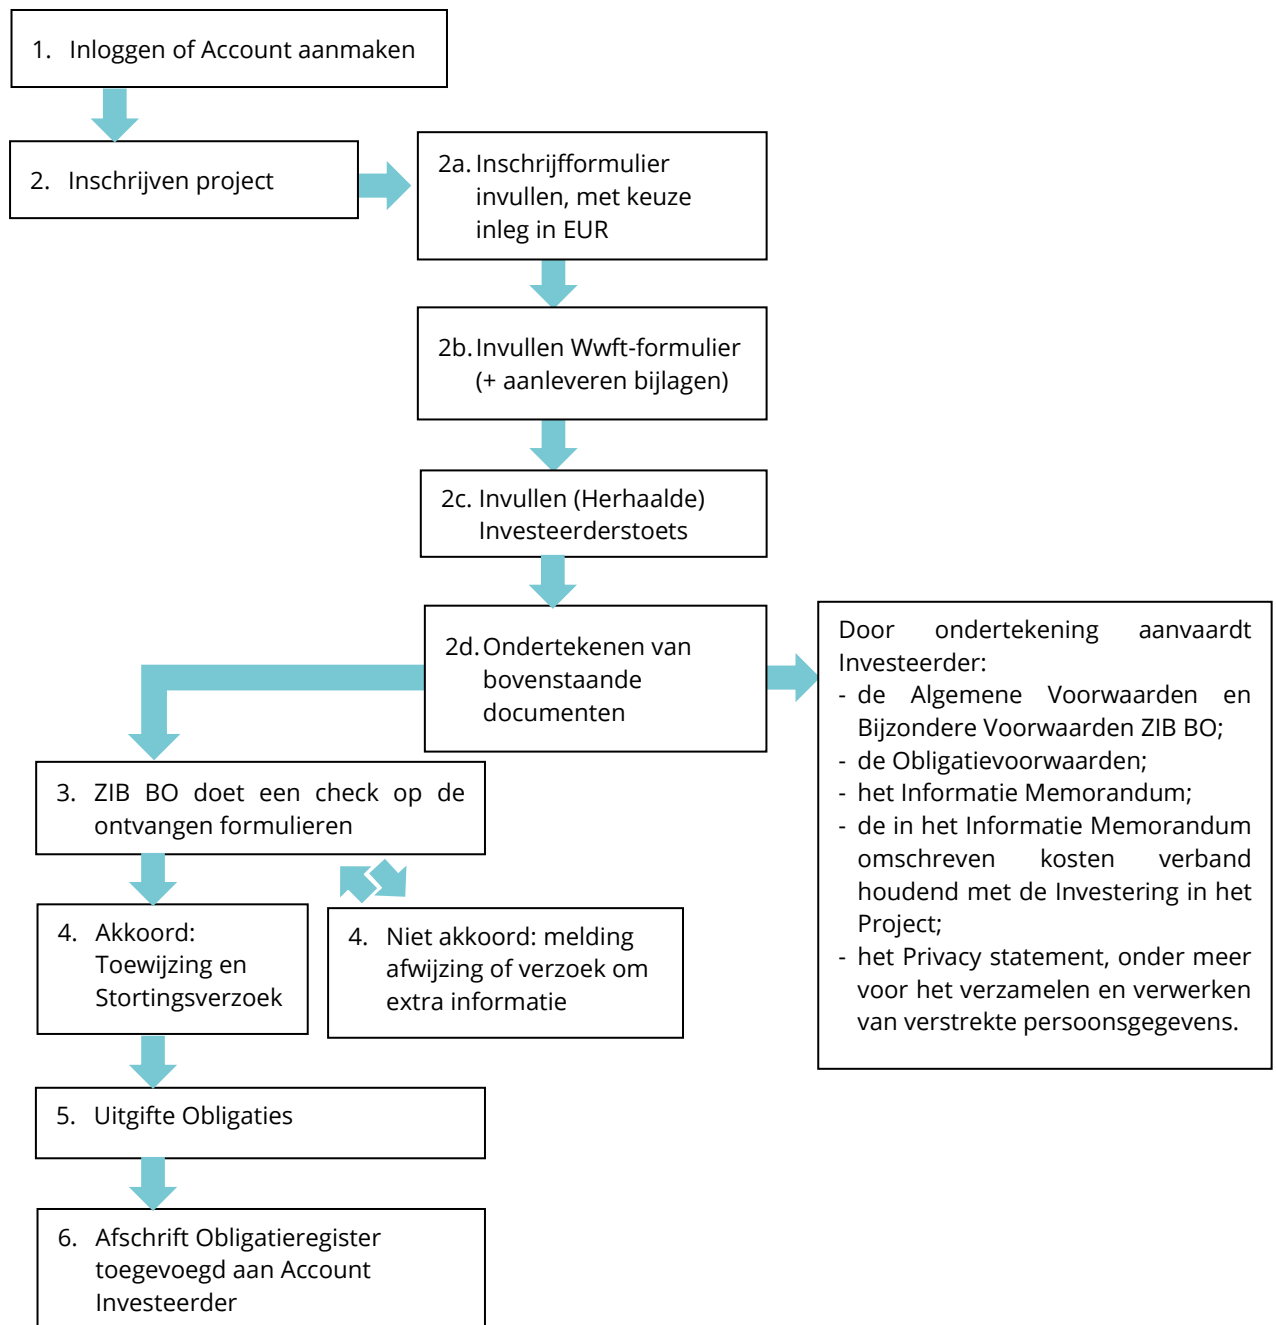 1. Inloggen of Account aanmaken
2. Inschrijven project
2a. Inschrijfformulier
invullen, met keuze
inleg in EUR
2b. Invullen Wwft-formulier
(+ aanleveren bijlagen)
2c. Invullen (Herhaalde)
Investeerderstoets
2d. Ondertekenen van
bovenstaande
documenten
Door ondertekening aanvaardt
Investeerder:
- de Algemene Voorwaarden en
Bijzondere Voorwaarden ZIB BO;
- de Obligatievoorwaarden;
- het Informatie Memorandum;
- de in het Informatie Memorandum
omschreven kosten verband
houdend met de Investering in het
Project;
- het Privacy statement, onder meer
voor het verzamelen en verwerken
van verstrekte persoonsgegevens.
3. ZIB BO doet een check op de
ontvangen formulieren
4. Akkoord:
Toewijzing en
Stortingsverzoek
4. Niet akkoord: melding
afwijzing of verzoek om
extra informatie
5. Uitgifte Obligaties
6. Afschrift Obligatieregister
toegevoegd aan Account
Investeerder